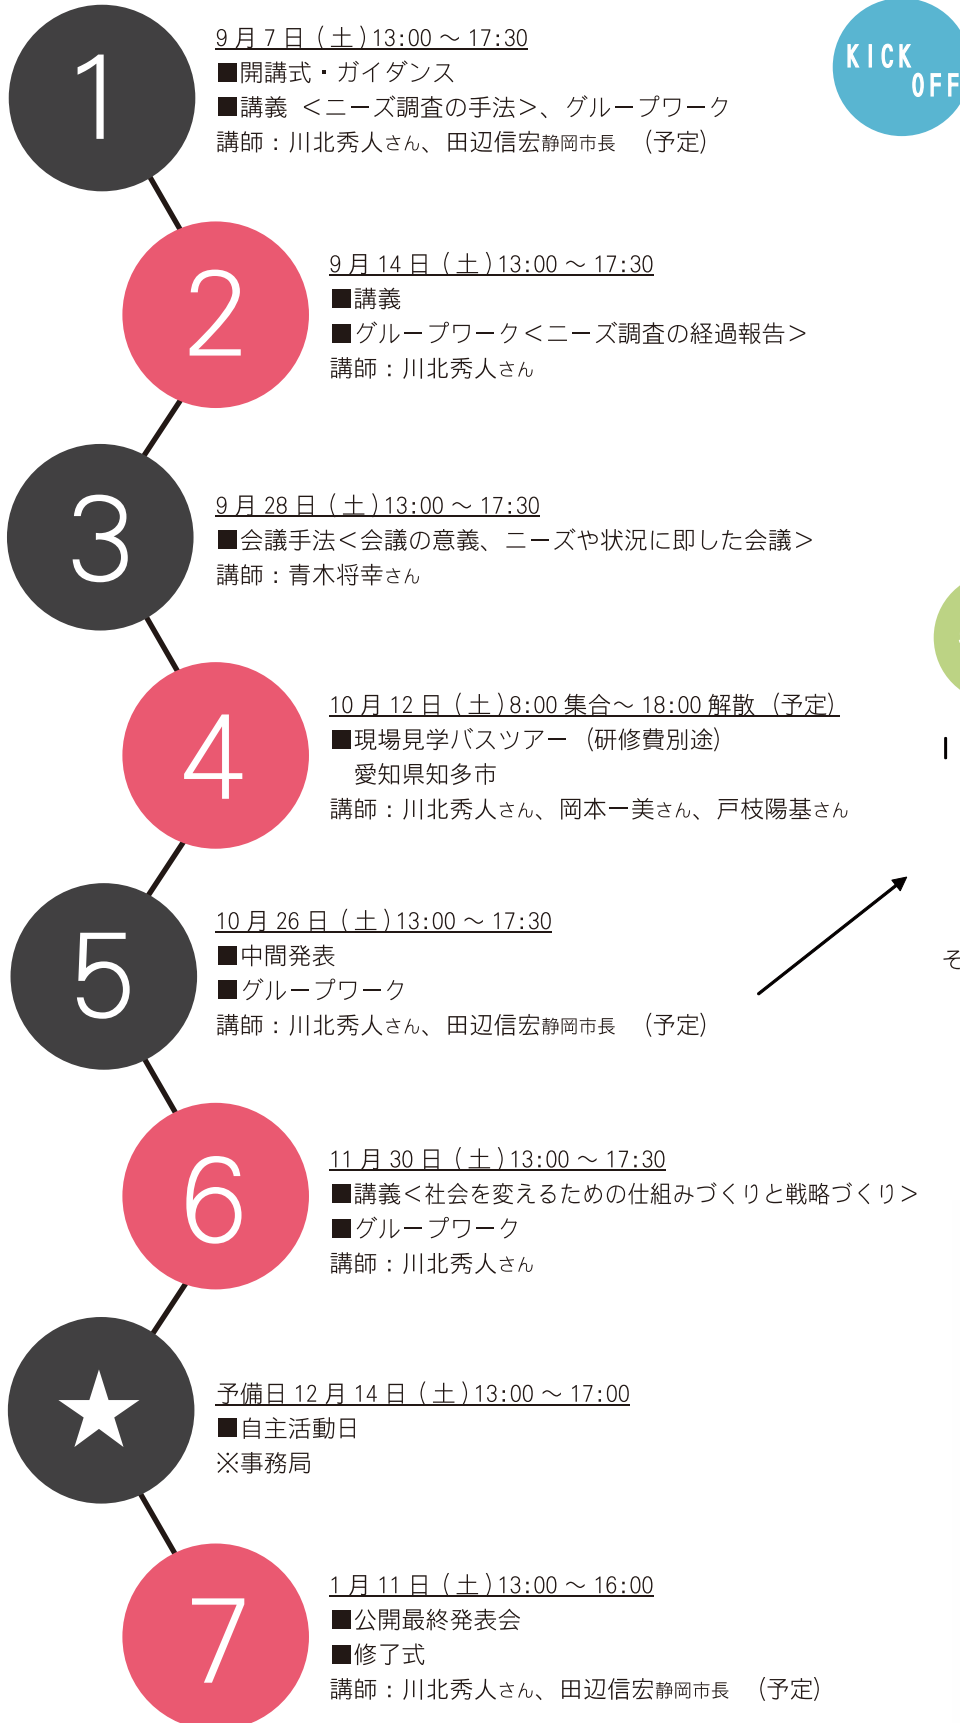 1
9月7日（土）13:00～17:30
■開講式・ガイダンス
■講義 ＜ニーズ調査の手法＞、グループワーク
講師：川北秀人さん、田辺信宏静岡市長　（予定）
KICK
OFF
2
9月14日（土）13:00～17:30
■講義
■グループワーク＜ニーズ調査の経過報告＞
講師：川北秀人さん
3
9月28日（土）13:00～17:30
■会議手法＜会議の意義、ニーズや状況に即した会議＞
講師：青木将幸さん
4
10月12日（土）8:00集合～18:00解散（予定）
■現場見学バスツアー（研修費別途）
愛知県知多市
講師：川北秀人さん、岡本一美さん、戸枝陽基さん
5
10月26日（土）13:00～17:30
■中間発表
■グループワーク
講師：川北秀人さん、田辺信宏静岡市長　（予定）
そ
6
11月30日（土）13:00～17:30
■講義＜社会を変えるための仕組みづくりと戦略づくり＞
■グループワーク
講師：川北秀人さん
★
予備日12月14日（土）13:00～17:00
■自主活動日
※事務局
7
1月11日（土）13:00～16:00
■公開最終発表会
■修了式
講師：川北秀人さん、田辺信宏静岡市長　（予定）